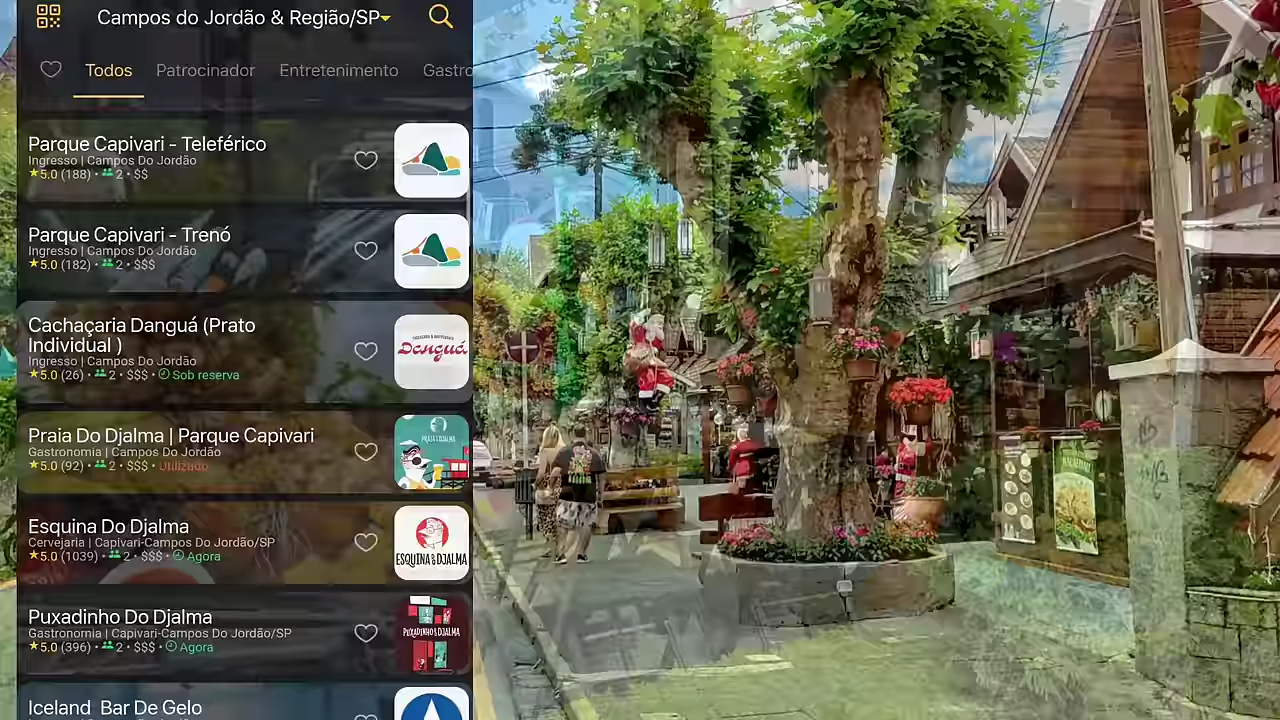 Campos do Jordão & Região/SP
Todos Patrocinador Entretenimento Gastro
Parque Capivari - Teleférico
Ingresso | Campos Do Jordão
5.0 (188) • 2 • $$
Parque Capivari - Trenó
Ingresso | Campos Do Jordão
5.0 (182) • 2 • $$$
Cachaçaria Danguá (Prato
Individual )
Ingresso | Campos Do Jordão
5.0 (26) • 2 • $$$ • Sob reserva
Danguá
Praia Do Djalma | Parque Capivari
Gastronomia | Campos Do Jordão
5.0 (92) • 2 • $$$ • Utilizado
PRAIA DO DJALMA
Esquina Do Djalma
Cervejaria | Capivari-Campos Do Jordão/SP
5.0 (1039) • 2 • $$$ • Agora
ESQUINA DO DJALMA
Puxadinho Do Djalma
Gastronomia | Capivari-Campos Do Jordão/SP
5.0 (396) • 2 • $$$ • Agora
PUXADINHO DO DJALMA
Iceland Bar De Gelo